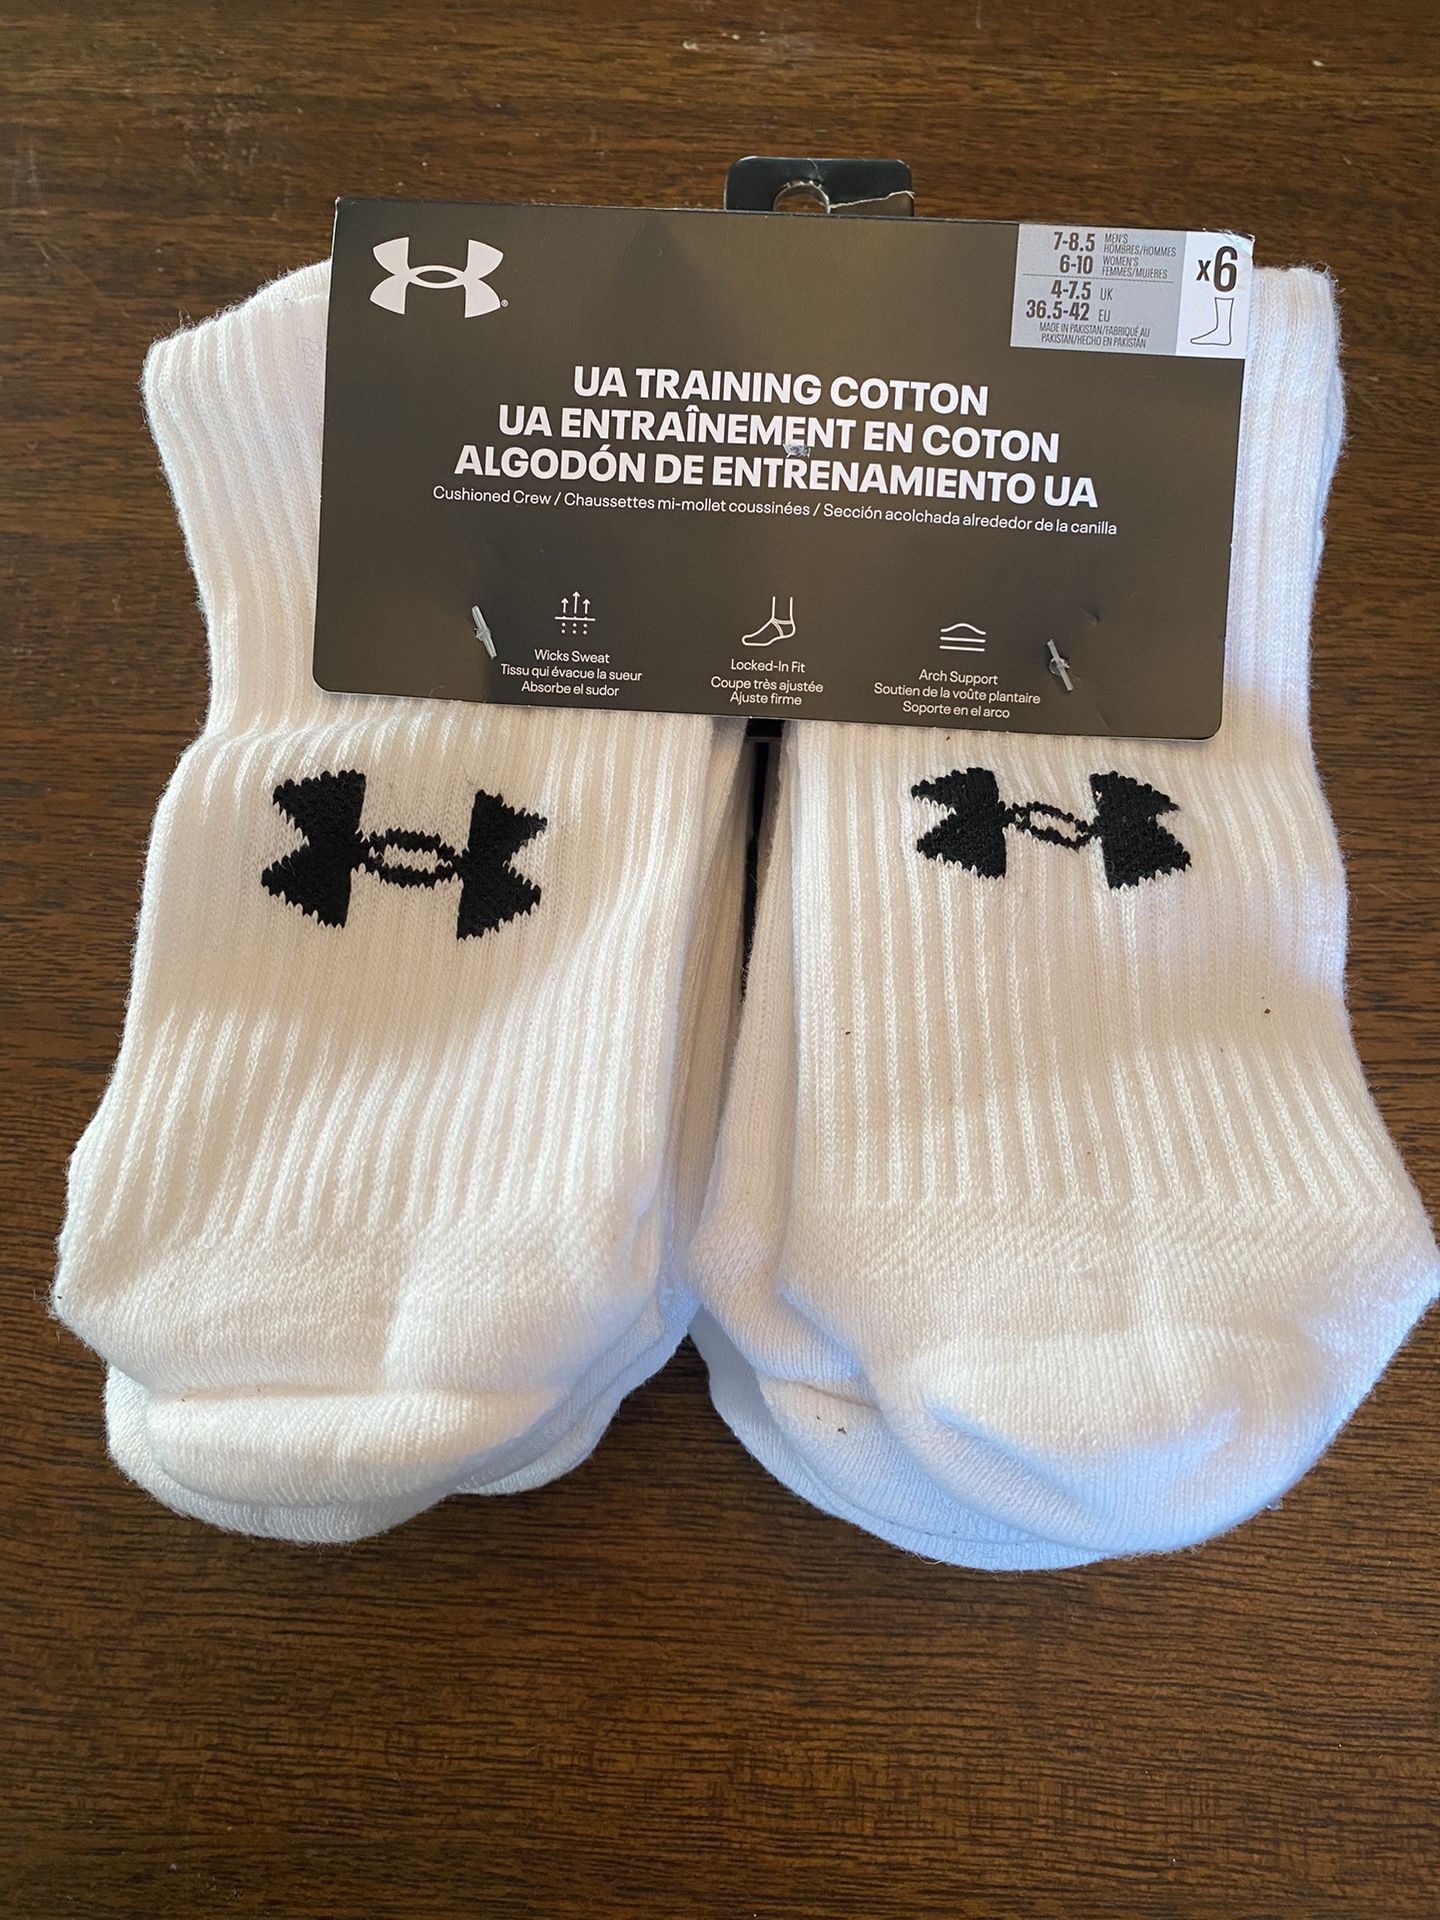 7-8.5 MEN'S HOMBRES/HOMMES
6-10 WOMEN'S FEMMES/MUJERES
4-7.5 UK
36.5-42 EU
MADE IN PAKISTAN/FABRIQUÉ AU
PAKISTAN/HECHO EN PAKISTÁN
x6
®
UA TRAINING COTTON
UA ENTRAÎNEMENT EN COTON
ALGODÓN DE ENTRENAMIENTO UA
Cushioned Crew / Chaussettes mi-mollet coussinées / Sección acolchada alrededor de la canilla
Wicks Sweat
Tissu qui évacue la sueur
Absorbe el sudor
Locked-In Fit
Coupe très ajustée
Ajuste firme
Arch Support
Soutien de la voûte plantaire
Soporte en el arco